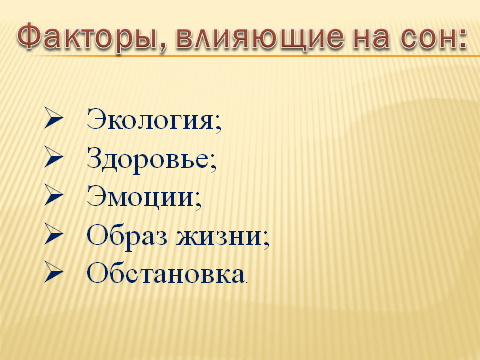 Факторы, влияющие на сон:
Экология;
Здоровье;
Эмоции;
Образ жизни;
Обстановка.